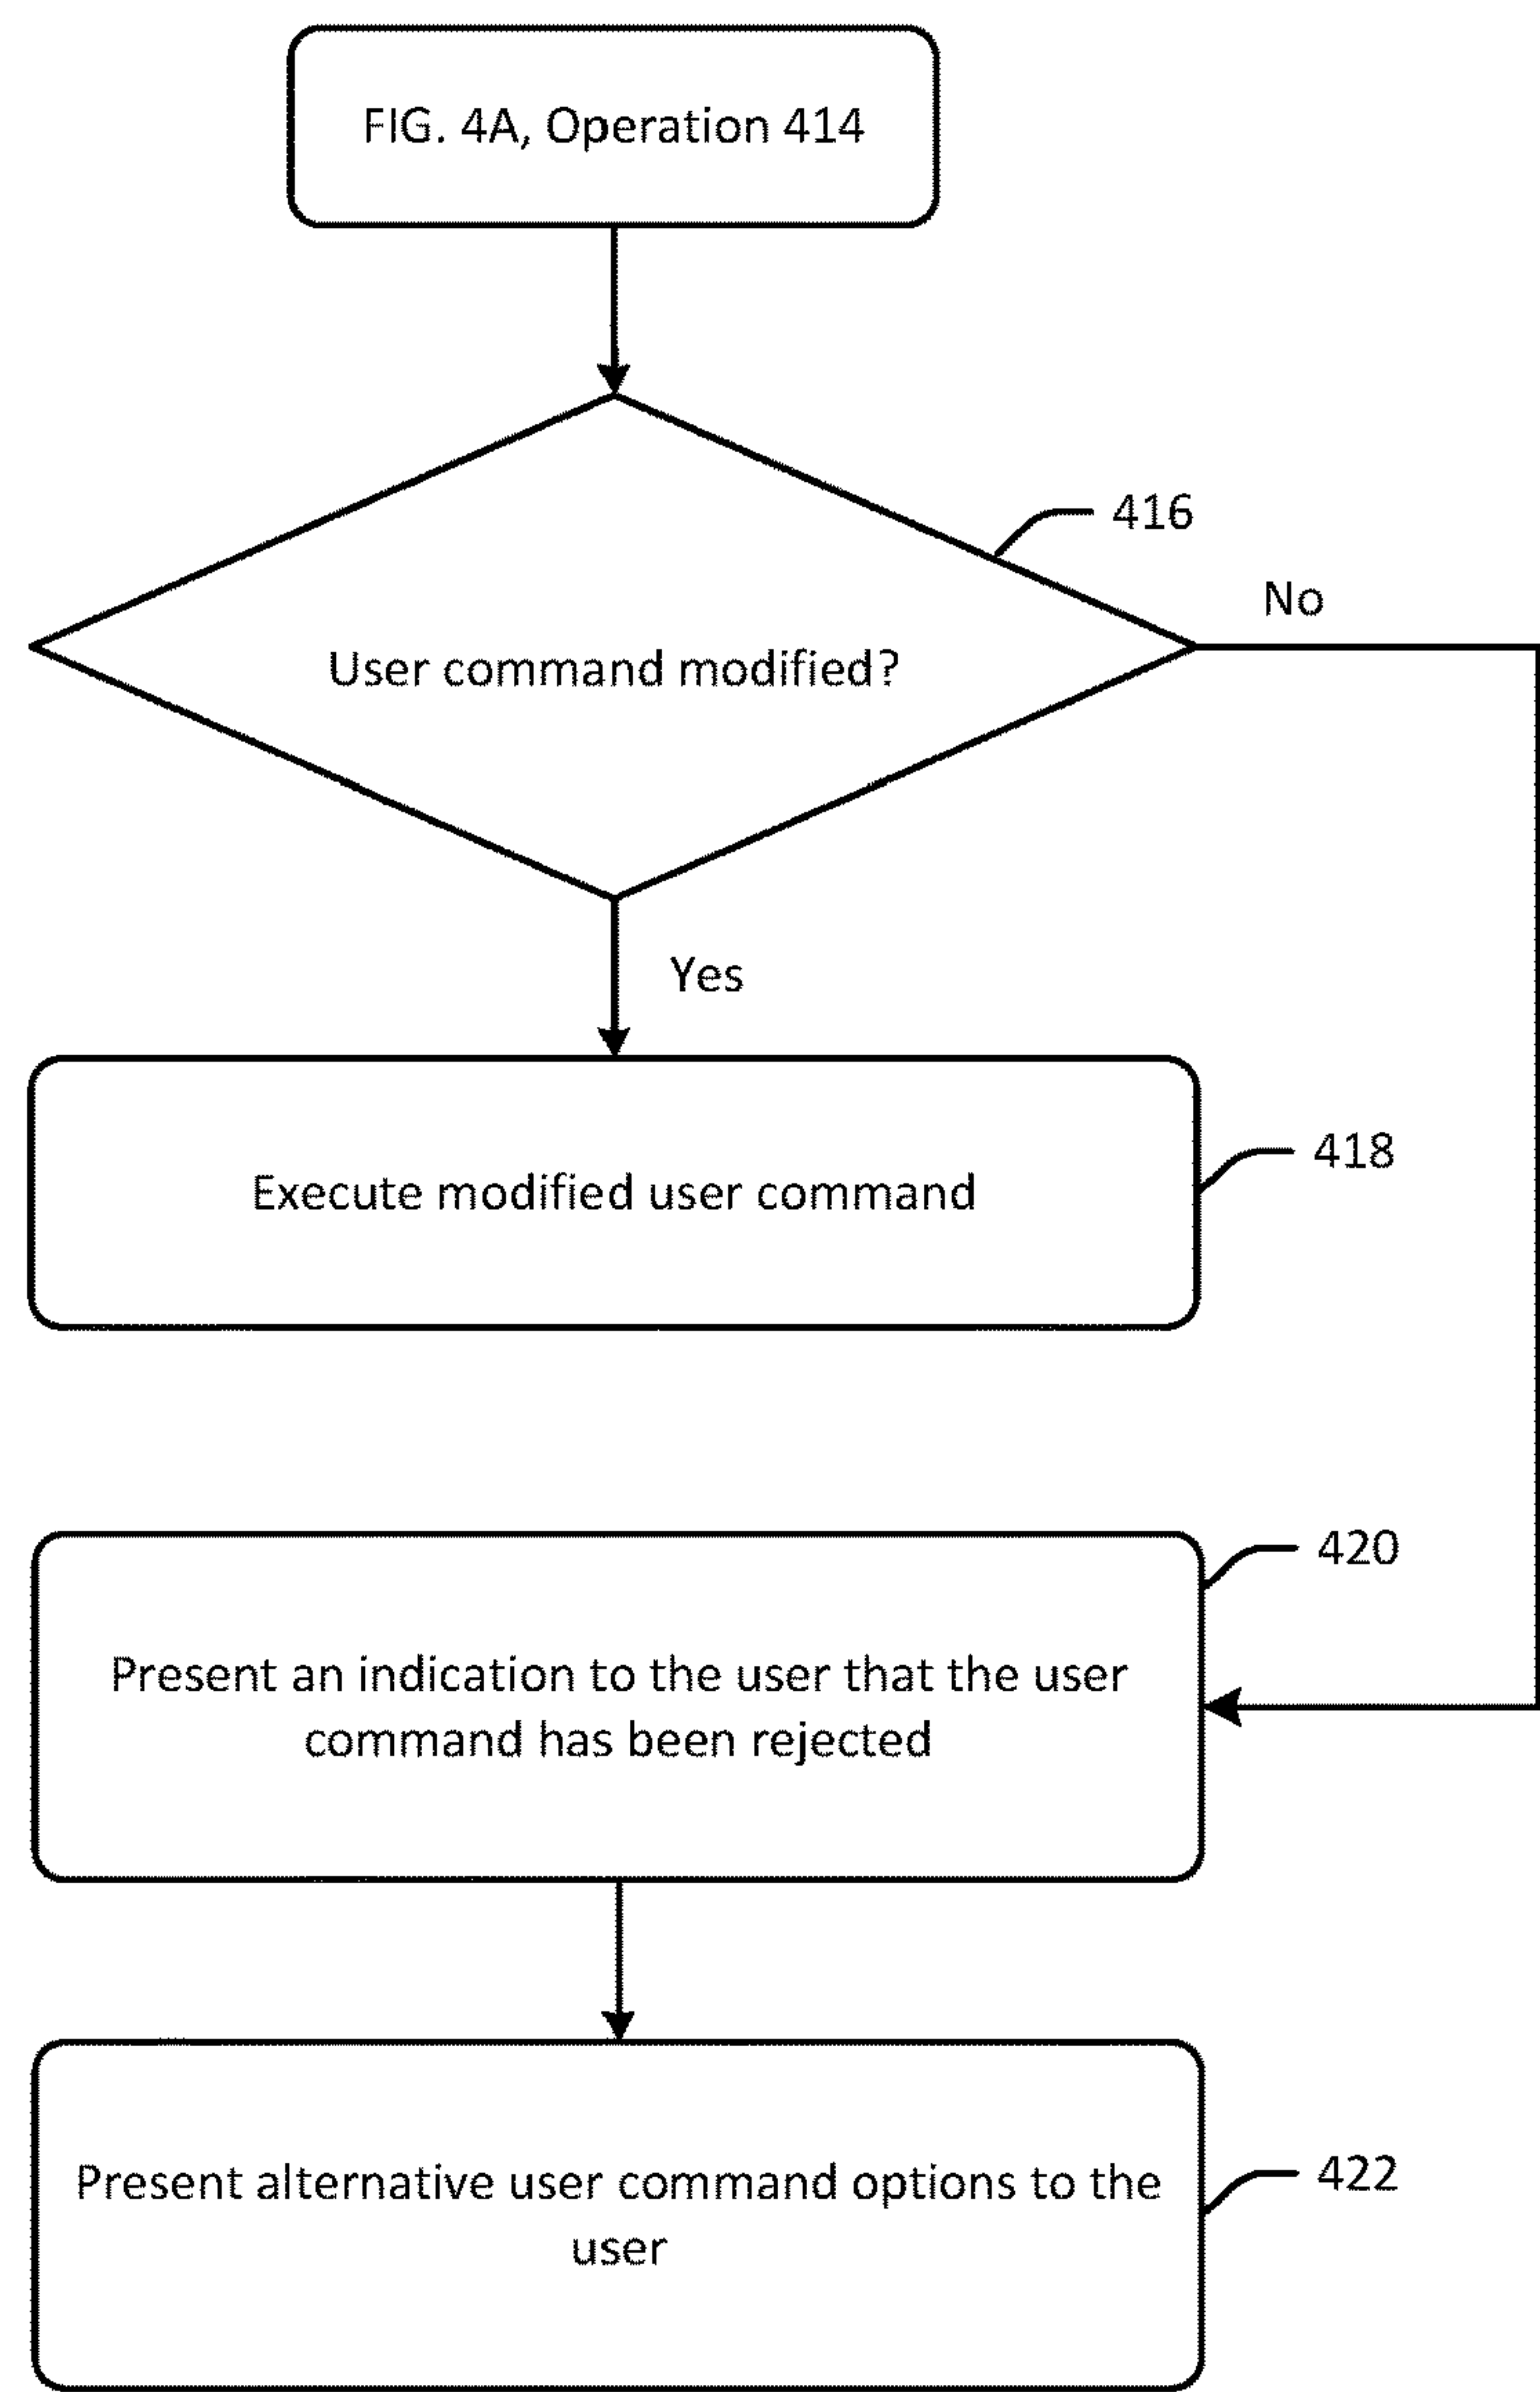 FIG. 4A, Operation 414
416
No
User command modified?
Yes
418
Execute modified user command
420
Present an indication to the user that the user
command has been rejected
422
Present alternative user command options to the
user